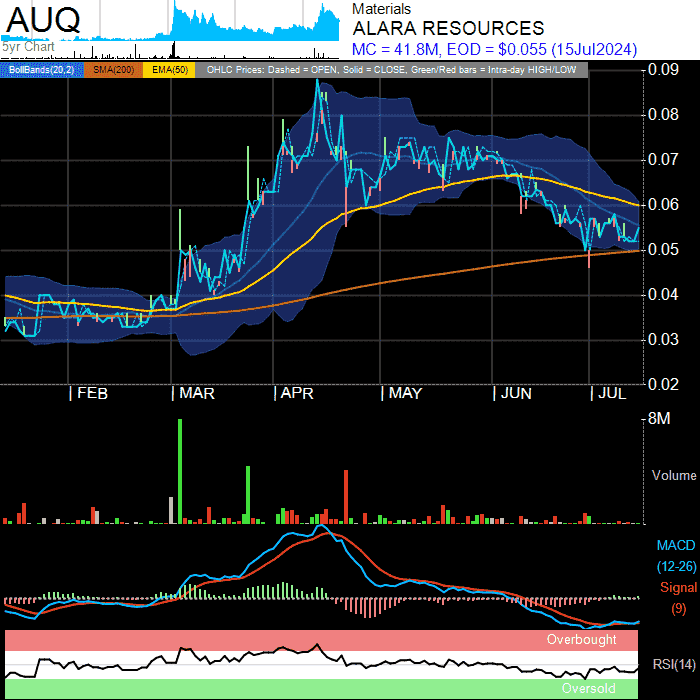 AUQ
5yr Chart
Materials
ALARA RESOURCES
MC = 41.8M, EOD = $0.055 (15Jul2024)
BollBands(20,2) SMA(200) EMA(50) OHLC Prices: Dashed = OPEN, Solid = CLOSE, Green/Red bars = Intra-day HIGH/LOW
0.09
0.08
0.07
0.06
0.05
0.04
0.03
0.02
FEB MAR APR MAY JUN JUL
8M
Volume
MACD
(12-26)
Signal
(9)
Overbought
RSI(14)
Oversold